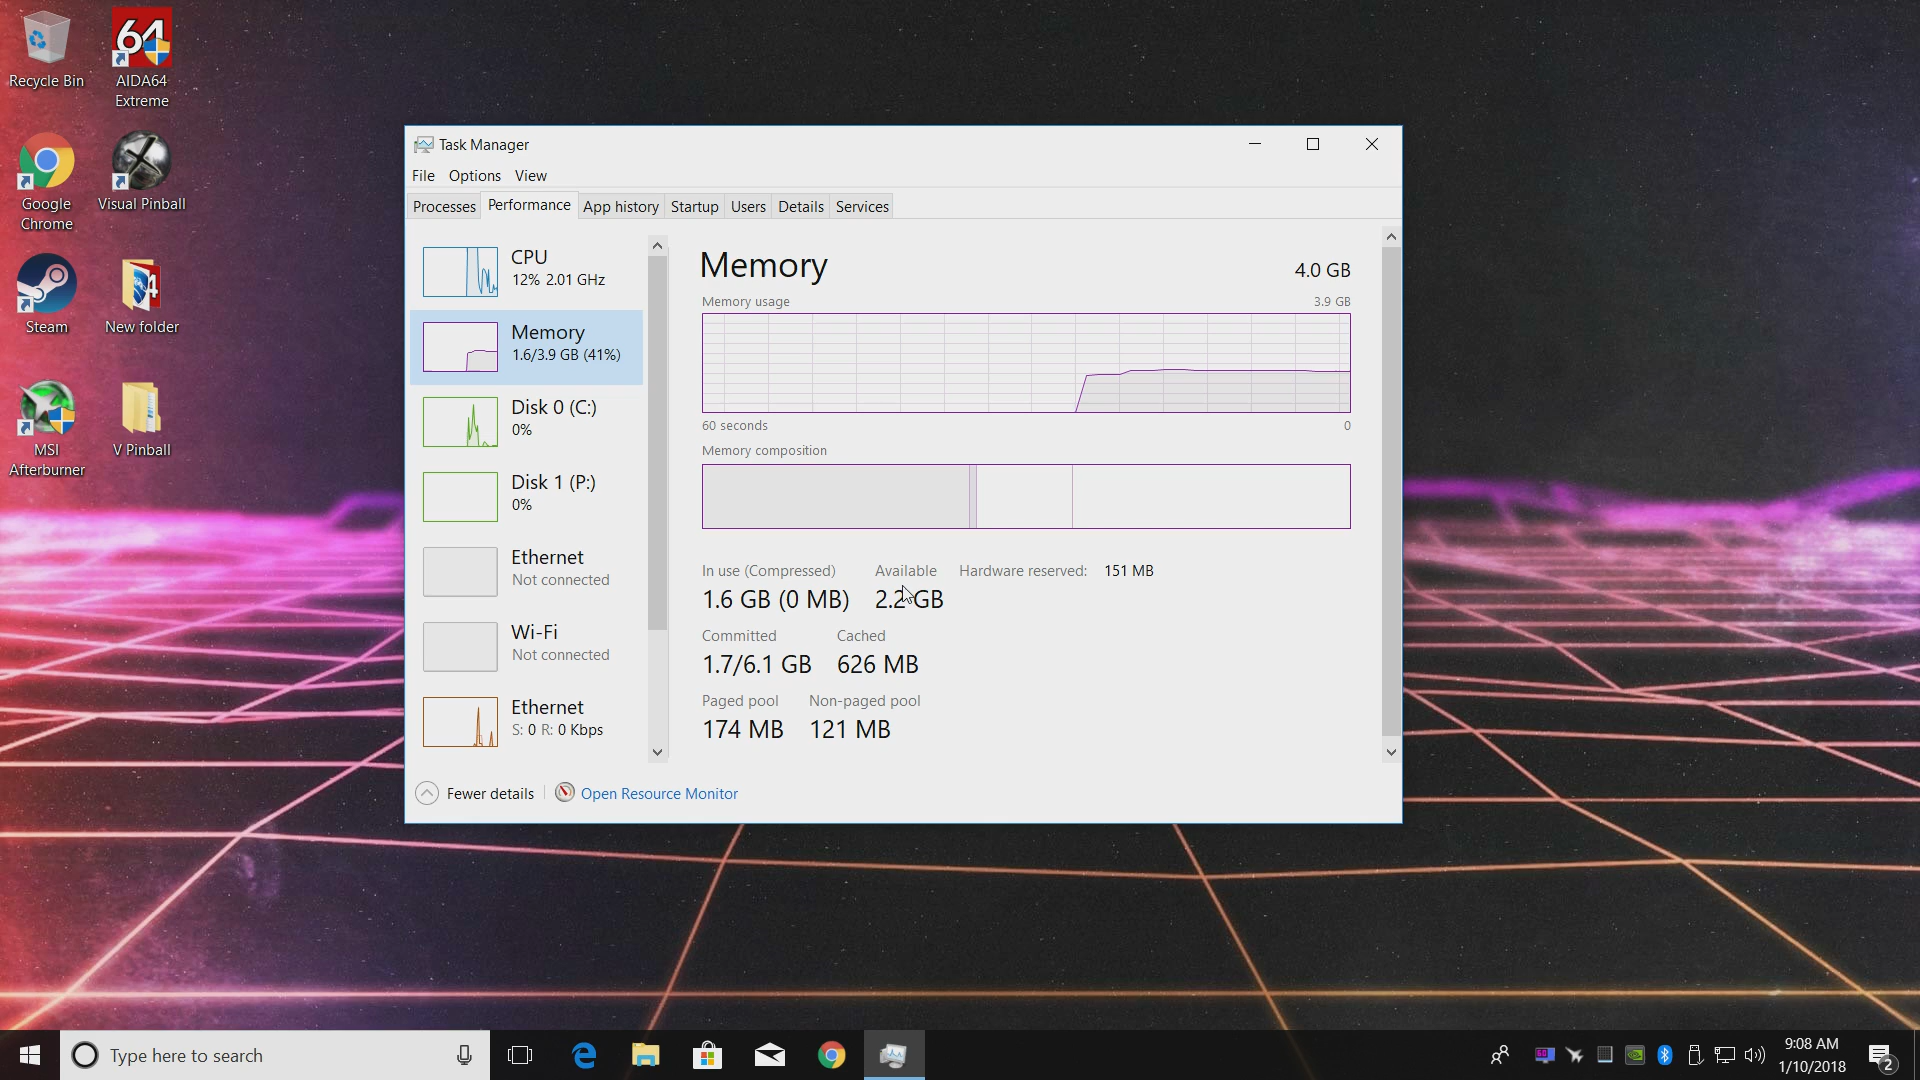 Recycle Bin
64
AIDA64
Extreme
Google
Chrome
Visual Pinball
Steam
New folder
MSI
Afterburner
V Pinball
Task Manager
File Options View
Processes Performance App history Startup Users Details Services
CPU
12% 2.01 GHz
Memory
1.6/3.9 GB (41%)
Disk 0 (C:)
0%
Disk 1 (P:)
0%
Ethernet
Not connected
Wi-Fi
Not connected
Ethernet
S: 0 R: 0 Kbps
Memory 4.0 GB
Memory usage 3.9 GB
60 seconds 0
Memory composition
In use (Compressed) Available Hardware reserved: 151 MB
1.6 GB (0 MB) 2.2 GB
Committed Cached
1.7/6.1 GB 626 MB
Paged pool Non-paged pool
174 MB 121 MB
Fewer details Open Resource Monitor
Type here to search
9:08 AM
1/10/2018
2